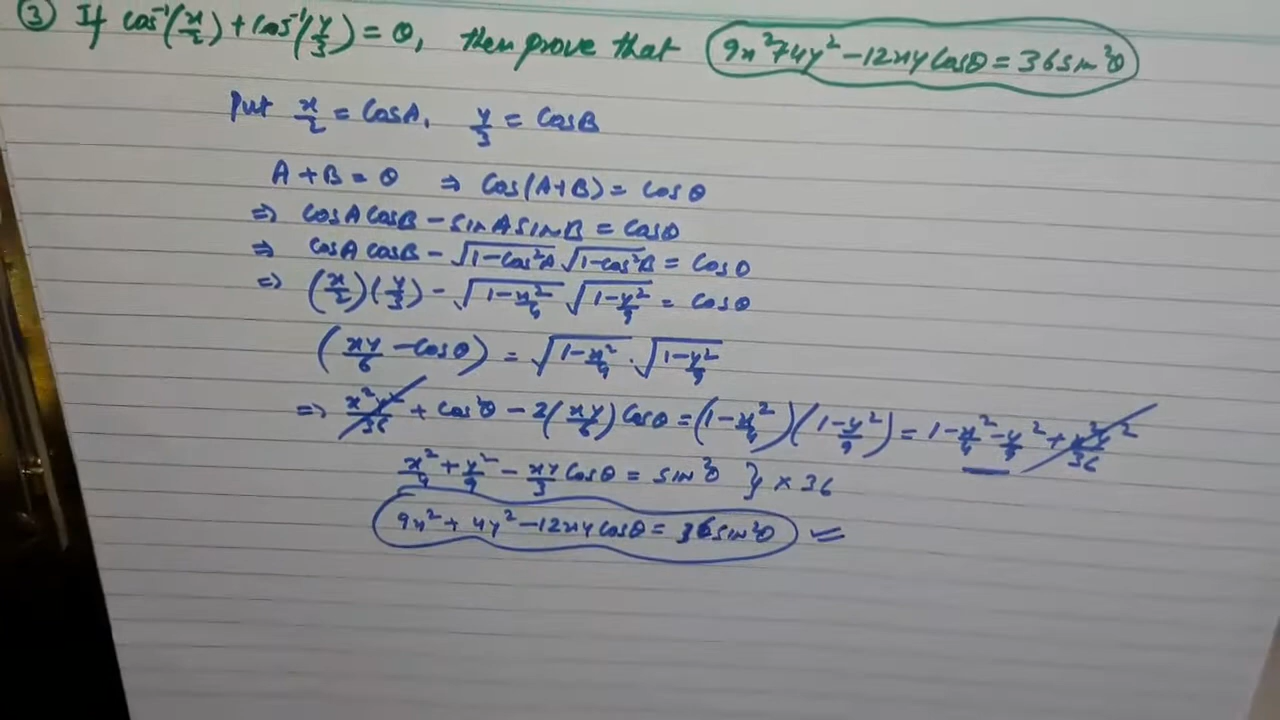 ③ If cos⁻¹(x/2) + cos⁻¹(y/3) = θ, then prove that 9x²+4y² - 12xy cosθ = 36 sin²θ
Put x/2 = cosA, y/3 = cosB
A + B = θ ⇒ cos(A+B) = cosθ
⇒ cosA cosB - sinA sinB = cosθ
⇒ cosA cosB - √(1-cos²A) √(1-cos²B) = cosθ
⇒ (x/2)(y/3) - √(1-x²/4) √(1-y²/9) = cosθ
(xy/6 - cosθ) = √(1-x²/4) · √(1-y²/9)
⇒ x²y²/36 + cos²θ - 2(xy/6) cosθ = (1-x²/4)(1-y²/9) = 1 - x²/4 - y²/9 + x²y²/36
x²/4 + y²/9 - xy/3 cosθ = sin²θ } × 36
9x² + 4y² - 12xy cosθ = 36 sin²θ